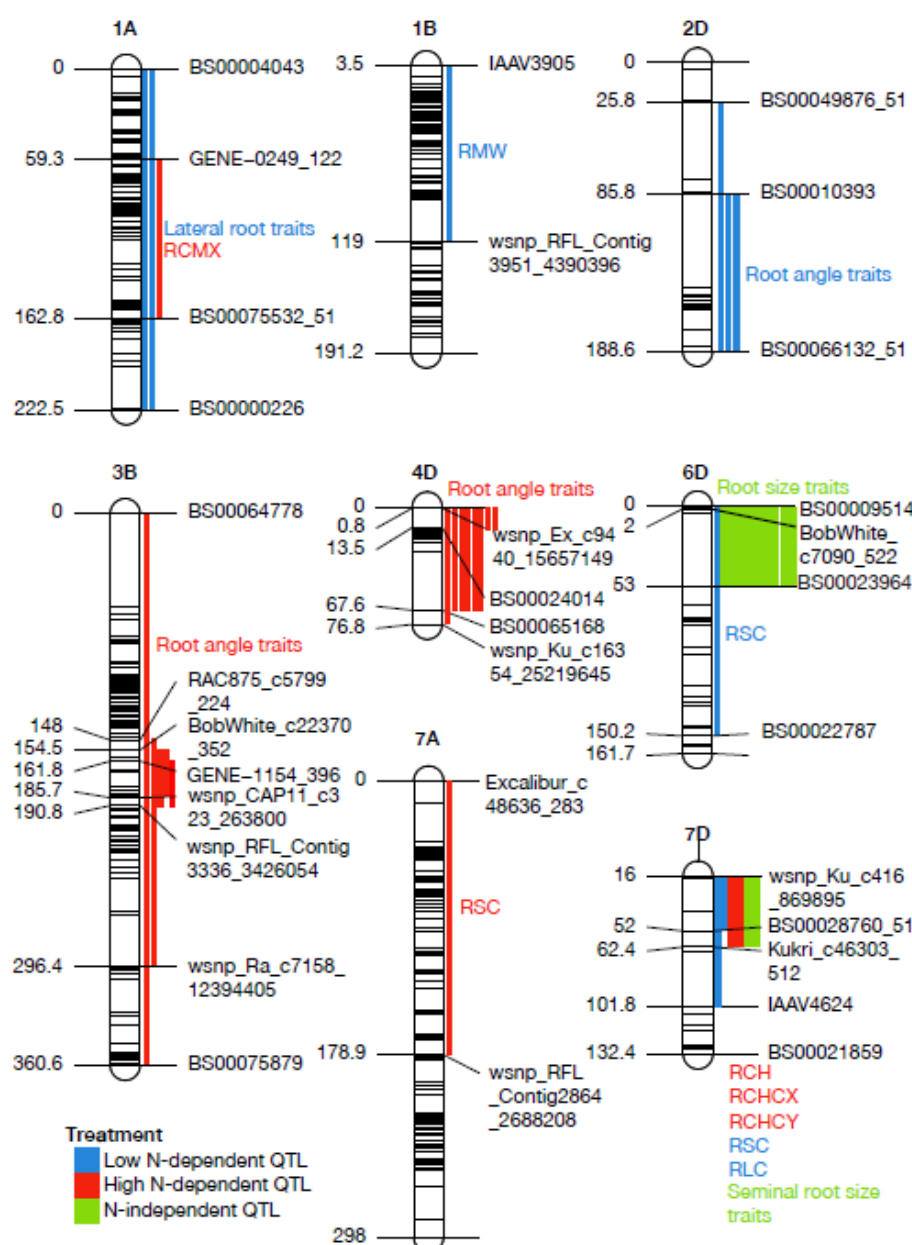 1A
0 BS00004043
59.3 GENE-0249_122
Lateral root traits
RCMX
162.8 BS00075532_51
222.5 BS00000226
1B
3.5 IAAV3905
RMW
119 wsnp_RFL_Contig
3951_4390396
191.2
2D
0
25.8 BS00049876_51
85.8 BS00010393
Root angle traits
188.6 BS00066132_51
3B
0 BS00064778
Root angle traits
RAC875_c5799
_224
148 BobWhite_c22370
_352
154.5
161.8 GENE-1154_396
185.7 wsnp_CAP11_c3
23_263800
190.8
wsnp_RFL_Contig
3336_3426054
296.4 wsnp_Ra_c7158_
12394405
360.6 BS00075879
4D
Root angle traits
0
0.8 wsnp_Ex_c94
40_15657149
13.5
BS00024014
67.6 BS00065168
76.8 wsnp_Ku_c163
54_25219645
6D
Root size traits
0 BS00009514
2 BobWhite_
c7090_522
53 BS00023964
RSC
150.2 BS00022787
161.7
7A
0 Excalibur_c
48636_283
RSC
178.9 wsnp_RFL
_Contig2864
_2688208
298
7D
16 wsnp_Ku_c416
_869895
52 BS00028760_51
62.4 Kukri_c46303_
512
101.8 IAAV4624
132.4 BS00021859
RCH
RCHCX
RCHCY
RSC
RLC
Seminal root size
traits
Treatment
Low N-dependent QTL
High N-dependent QTL
N-independent QTL